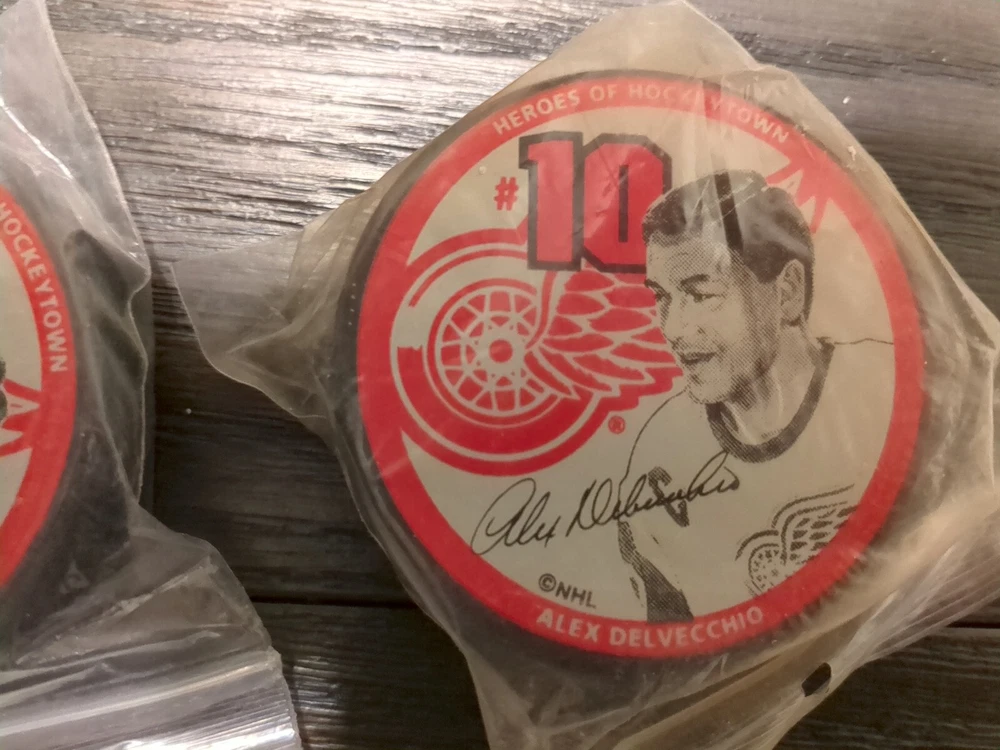 HOCKEYTOWN
HEROES OF HOCKEYTOWN
#10
®
Alex Delvecchio
©NHL
ALEX DELVECCHIO